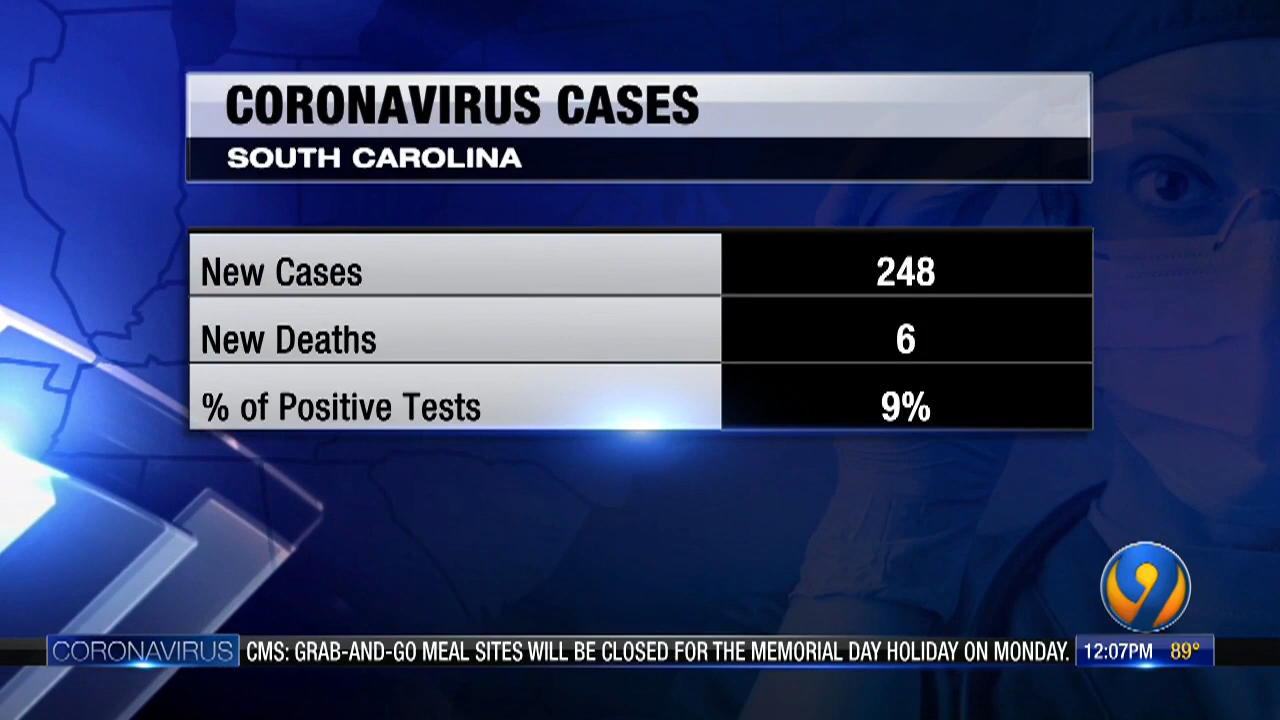 CORONAVIRUS CASES
SOUTH CAROLINA
New Cases 248
New Deaths 6
% of Positive Tests 9%
9
CORONAVIRUS CMS: GRAB-AND-GO MEAL SITES WILL BE CLOSED FOR THE MEMORIAL DAY HOLIDAY ON MONDAY. 12:07PM 89°